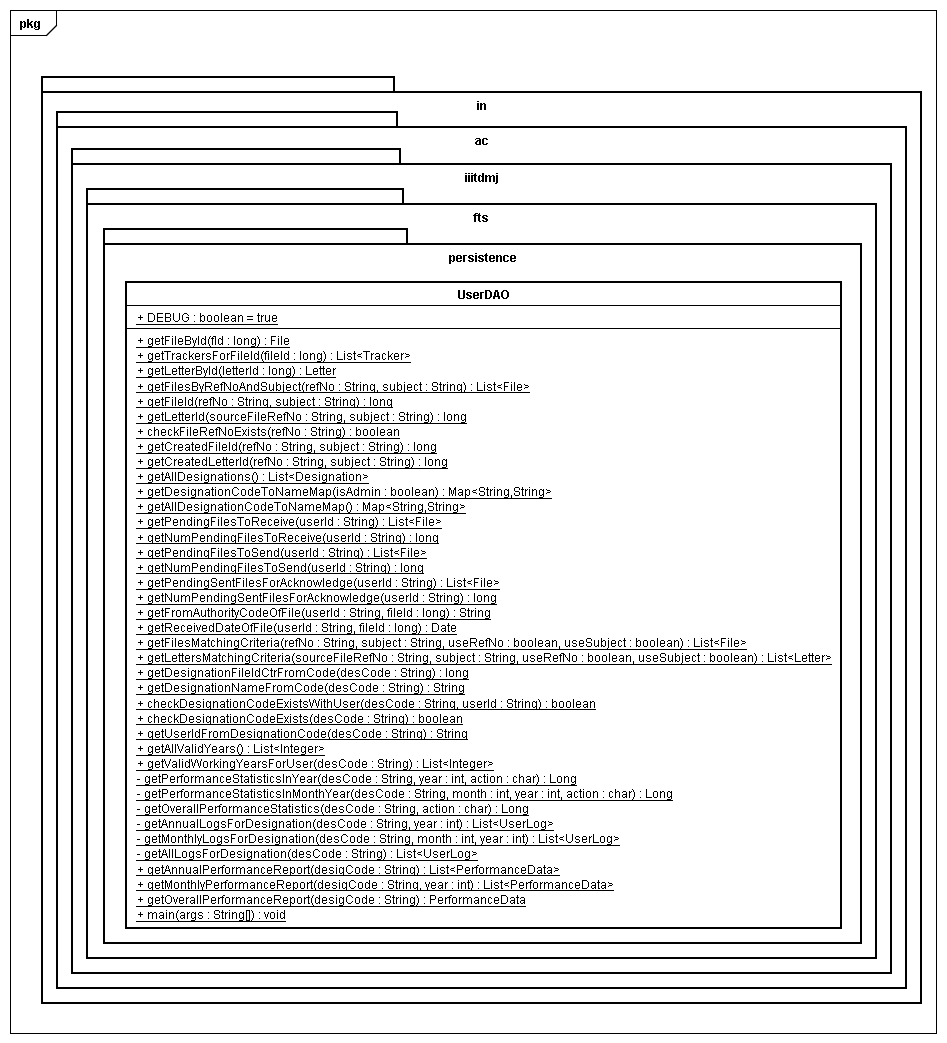 pkg
in
ac
iiitdmj
fts
persistence
UserDAO
+ DEBUG : boolean = true
+ getFileById(fId : long) : File
+ getTrackersForFileId(fileId : long) : List<Tracker>
+ getLetterById(letterId : long) : Letter
+ getFilesByRefNoAndSubject(refNo : String, subject : String) : List<File>
+ getFileId(refNo : String, subject : String) : long
+ getLetterId(sourceFileRefNo : String, subject : String) : long
+ checkFileRefNoExists(refNo : String) : boolean
+ getCreatedFileId(refNo : String, subject : String) : long
+ getCreatedLetterId(refNo : String, subject : String) : long
+ getAllDesignations() : List<Designation>
+ getDesignationCodeToNameMap(isAdmin : boolean) : Map<String,String>
+ getAllDesignationCodeToNameMap() : Map<String,String>
+ getPendingFilesToReceive(userId : String) : List<File>
+ getNumPendingFilesToReceive(userId : String) : long
+ getPendingFilesToSend(userId : String) : List<File>
+ getNumPendingFilesToSend(userId : String) : long
+ getPendingSentFilesForAcknowledge(userId : String) : List<File>
+ getNumPendingSentFilesForAcknowledge(userId : String) : long
+ getFromAuthorityCodeOfFile(userId : String, fileId : long) : String
+ getReceivedDateOfFile(userId : String, fileId : long) : Date
+ getFilesMatchingCriteria(refNo : String, subject : String, useRefNo : boolean, useSubject : boolean) : List<File>
+ getLettersMatchingCriteria(sourceFileRefNo : String, subject : String, useRefNo : boolean, useSubject : boolean) : List<Letter>
+ getDesignationFileIdCtrFromCode(desCode : String) : long
+ getDesignationNameFromCode(desCode : String) : String
+ checkDesignationCodeExistsWithUser(desCode : String, userId : String) : boolean
+ checkDesignationCodeExists(desCode : String) : boolean
+ getUserIdFromDesignationCode(desCode : String) : String
+ getAllValidYears() : List<Integer>
+ getValidWorkingYearsForUser(desCode : String) : List<Integer>
- getPerformanceStatisticsInYear(desCode : String, year : int, action : char) : Long
- getPerformanceStatisticsInMonthYear(desCode : String, month : int, year : int, action : char) : Long
- getOverallPerformanceStatistics(desCode : String, action : char) : Long
- getAnnualLogsForDesignation(desCode : String, year : int) : List<UserLog>
- getMonthlyLogsForDesignation(desCode : String, month : int, year : int) : List<UserLog>
- getAllLogsForDesignation(desCode : String) : List<UserLog>
+ getAnnualPerformanceReport(desigCode : String) : List<PerformanceData>
+ getMonthlyPerformanceReport(desigCode : String, year : int) : List<PerformanceData>
+ getOverallPerformanceReport(desigCode : String) : PerformanceData
+ main(args : String[]) : void